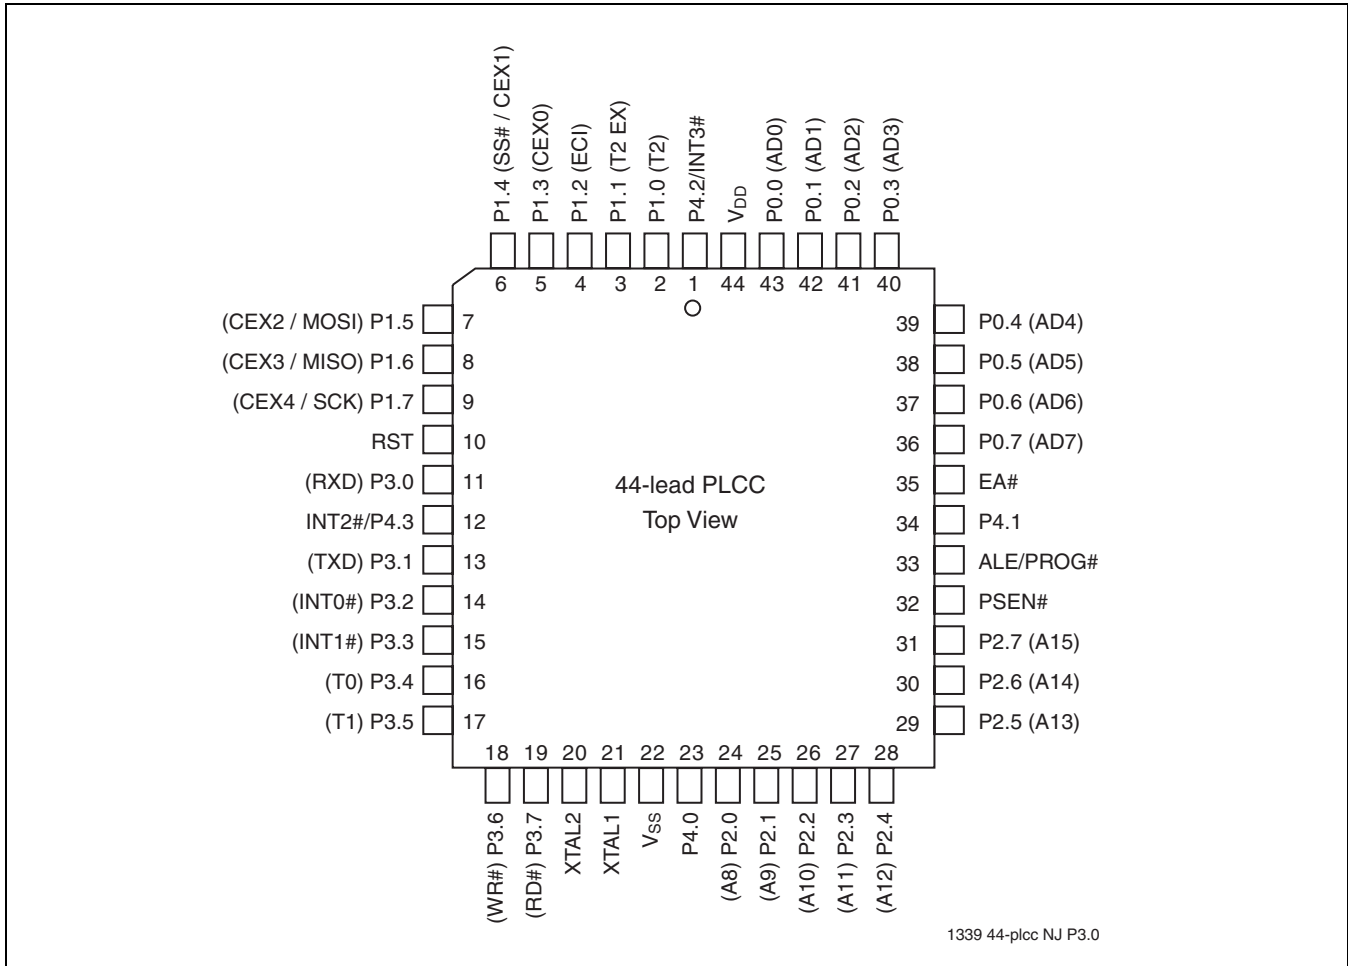 P1.4 (SS# / CEX1)
P1.3 (CEX0)
P1.2 (ECI)
P1.1 (T2 EX)
P1.0 (T2)
P4.2/INT3#
VDD
P0.0 (AD0)
P0.1 (AD1)
P0.2 (AD2)
P0.3 (AD3)
6 5 4 3 2 1 44 43 42 41 40
(CEX2 / MOSI) P1.5 7
(CEX3 / MISO) P1.6 8
(CEX4 / SCK) P1.7 9
RST 10
(RXD) P3.0 11
INT2#/P4.3 12
(TXD) P3.1 13
(INT0#) P3.2 14
(INT1#) P3.3 15
(T0) P3.4 16
(T1) P3.5 17
44-lead PLCC
Top View
39 P0.4 (AD4)
38 P0.5 (AD5)
37 P0.6 (AD6)
36 P0.7 (AD7)
35 EA#
34 P4.1
33 ALE/PROG#
32 PSEN#
31 P2.7 (A15)
30 P2.6 (A14)
29 P2.5 (A13)
18 19 20 21 22 23 24 25 26 27 28
(WR#) P3.6
(RD#) P3.7
XTAL2
XTAL1
VSS
P4.0
(A8) P2.0
(A9) P2.1
(A10) P2.2
(A11) P2.3
(A12) P2.4
1339 44-plcc NJ P3.0